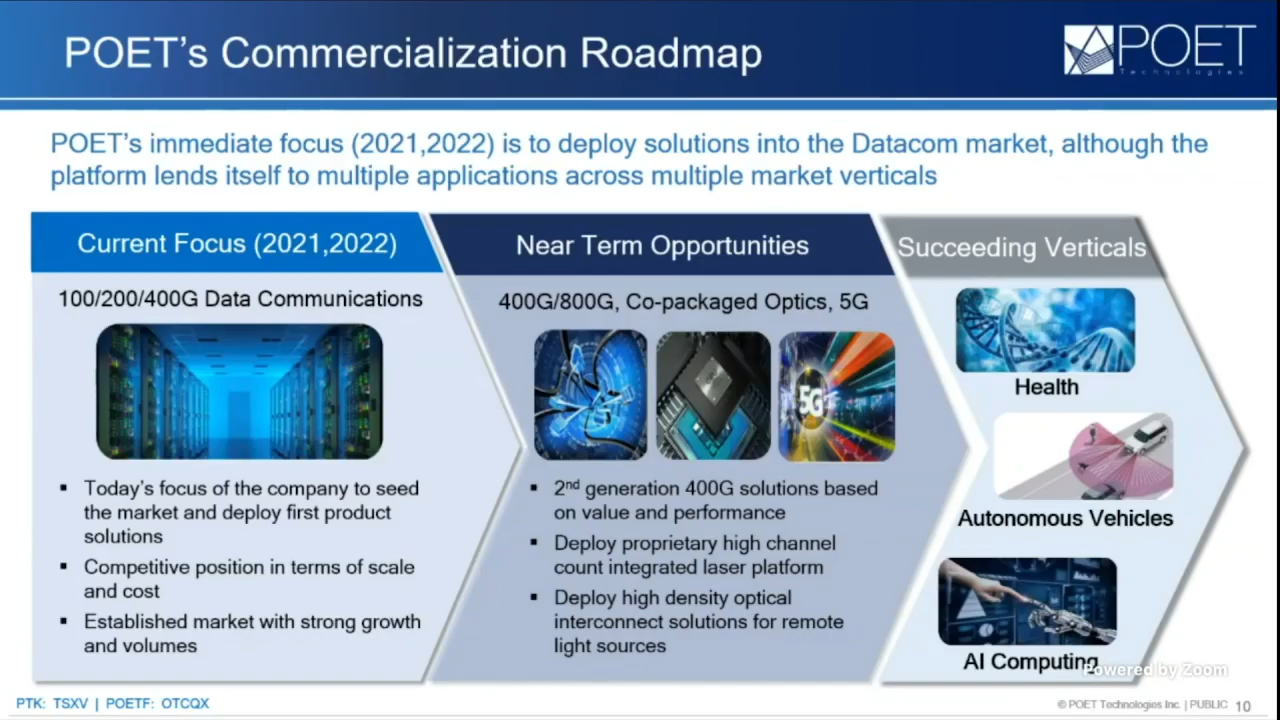 POET's Commercialization Roadmap
POET
Technologies
POET's immediate focus (2021,2022) is to deploy solutions into the Datacom market, although the
platform lends itself to multiple applications across multiple market verticals
Current Focus (2021,2022)
100/200/400G Data Communications
▪ Today's focus of the company to seed
the market and deploy first product
solutions
▪ Competitive position in terms of scale
and cost
▪ Established market with strong growth
and volumes
Near Term Opportunities
400G/800G, Co-packaged Optics, 5G
5G
▪ 2nd generation 400G solutions based
on value and performance
▪ Deploy proprietary high channel
count integrated laser platform
▪ Deploy high density optical
interconnect solutions for remote
light sources
Succeeding Verticals
Health
Autonomous Vehicles
AI Computing
Powered by Zoom
PTK: TSXV | POETF: OTCQX
© POET Technologies Inc. | PUBLIC 10